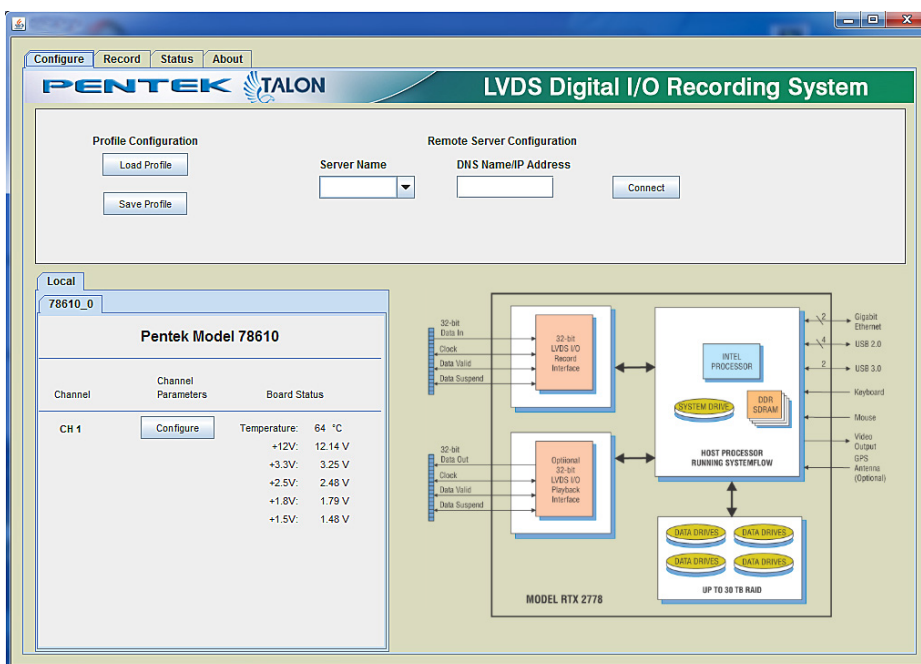 Configure Record Status About
PENTEK TALON LVDS Digital I/O Recording System
Profile Configuration
Load Profile
Save Profile
Remote Server Configuration
Server Name DNS Name/IP Address
Connect
Local
78610_0
Pentek Model 78610
Channel Channel Parameters Board Status
CH 1 Configure Temperature: 64 °C
+12V: 12.14 V
+3.3V: 3.25 V
+2.5V: 2.48 V
+1.8V: 1.79 V
+1.5V: 1.48 V
32-bit
Data In
Clock
Data Valid
Data Suspend
32-bit
LVDS I/O
Record
Interface
32-bit
Data Out
Clock
Data Valid
Data Suspend
Optiional
32-bit
LVDS I/O
Playback
Interface
INTEL
PROCESSOR
SYSTEM DRIVE
DDR
SDRAM
HOST PROCESSOR
RUNNING SYSTEMFLOW
2 Gigabit
Ethernet
4 USB 2.0
2 USB 3.0
Keyboard
Mouse
Video
Output
GPS
Antenna
(Optional)
DATA DRIVES DATA DRIVES
DATA DRIVES DATA DRIVES
UP TO 30 TB RAID
MODEL RTX 2778